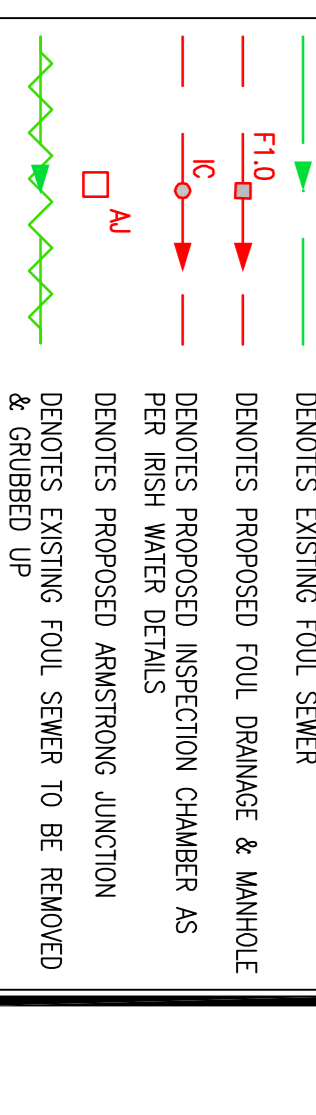 DENOTES EXISTING FOUL SEWER
F1.0
DENOTES PROPOSED FOUL DRAINAGE & MANHOLE
IC
DENOTES PROPOSED INSPECTION CHAMBER AS
PER IRISH WATER DETAILS
AJ
DENOTES PROPOSED ARMSTRONG JUNCTION
DENOTES EXISTING FOUL SEWER TO BE REMOVED
& GRUBBED UP